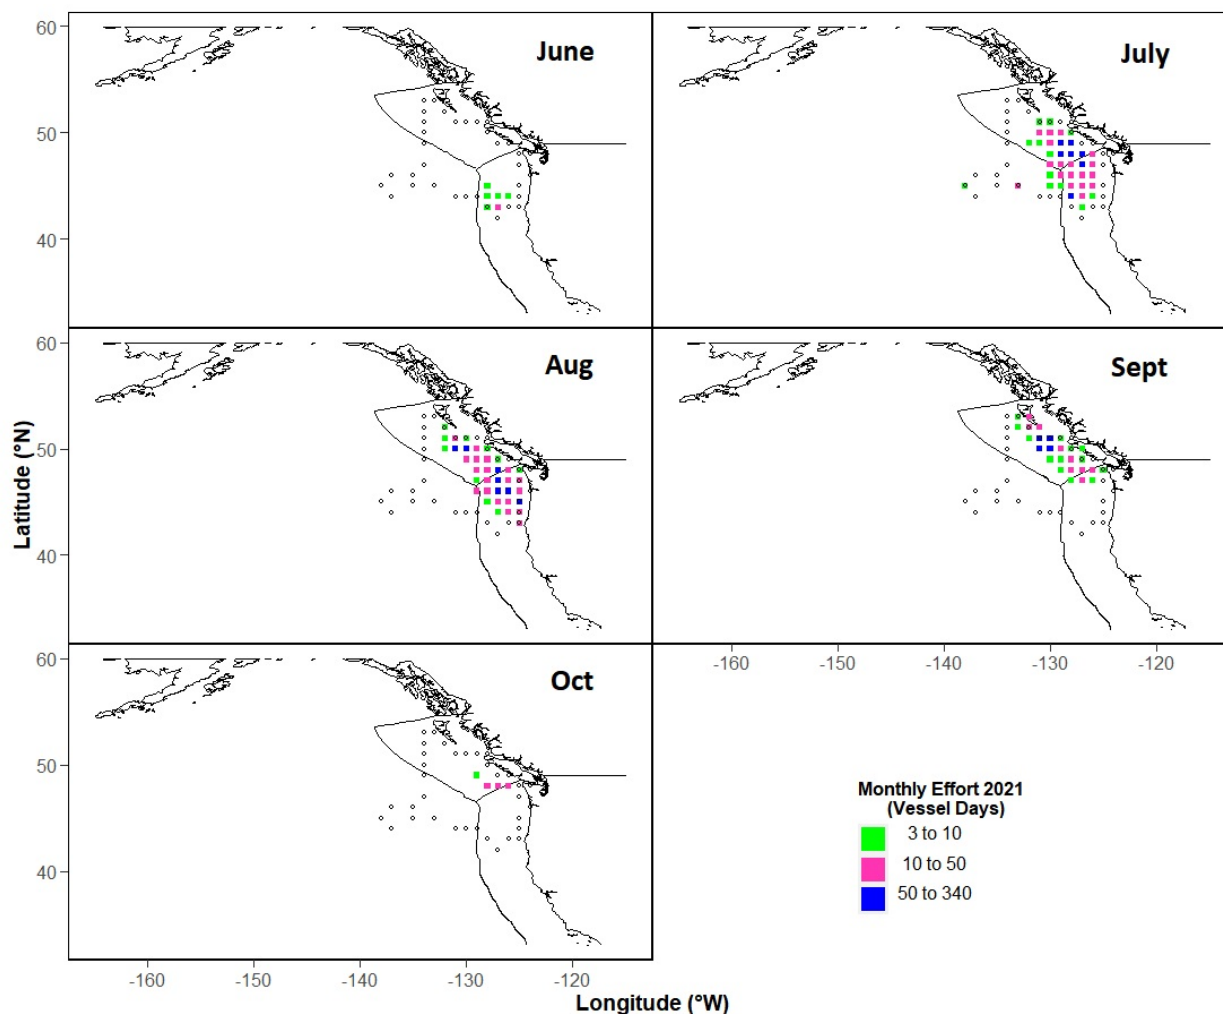 60
June
July
50
40
60
Aug
Sept
50
40
Latitude (°N)
60
Oct
-160
-150
-140
-130
-120
50
40
Monthly Effort 2021
(Vessel Days)
3 to 10
10 to 50
50 to 340
-160
-150
-140
-130
-120
Longitude (°W)